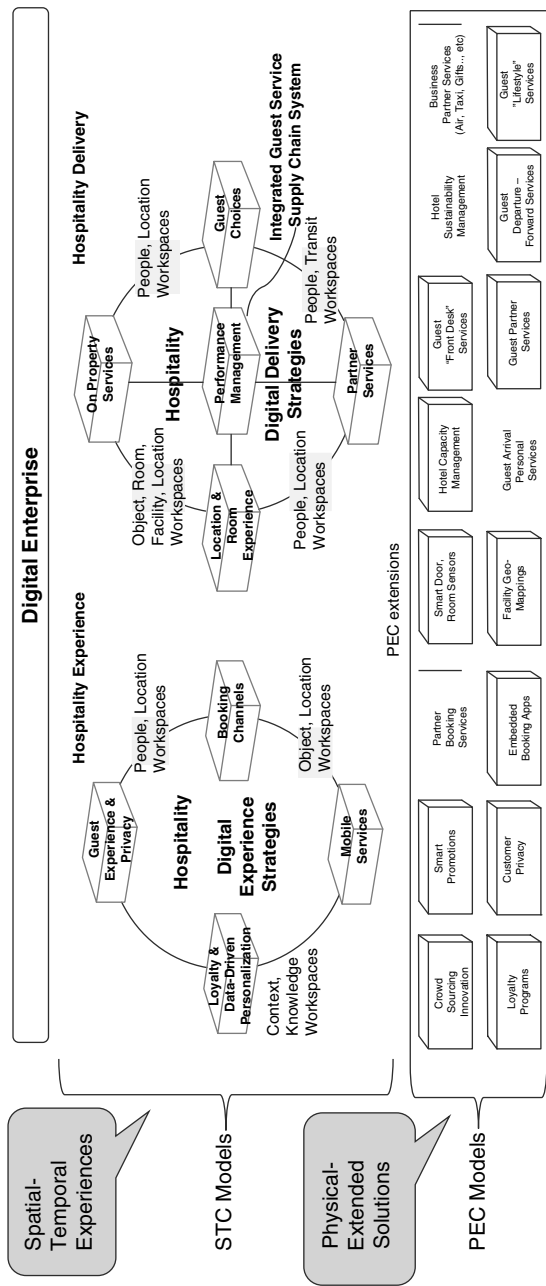 Digital Enterprise
Spatial-
Temporal
Experiences
STC Models
Hospitality Experience
Guest
Experience &
Privacy
People, Location
Workspaces
Hospitality
Digital
Experience
Strategies
Booking
Channels
Loyalty &
Data-Driven
Personalization
Context,
Knowledge
Workspaces
Object, Location
Workspaces
Mobile
Services
Hospitality Delivery
On Property
Services
People, Location
Workspaces
Object, Room,
Facility, Location
Workspaces
Hospitality
Location &
Room
Experience
Performance
Management
Guest
Choices
Integrated Guest Service
Supply Chain System
Digital Delivery
Strategies
People, Location
Workspaces
People, Transit
Workspaces
Partner
Services
Physical-
Extended
Solutions
PEC Models
PEC extensions
Crowd
Sourcing
Innovation
Smart
Promotions
Partner
Booking
Services
Smart Door,
Room Sensors
Hotel Capacity
Management
Guest
“Front Desk”
Services
Hotel
Sustainability
Management
Business
Partner Services
(Air, Taxi, Gifts.., etc)
Loyalty
Programs
Customer
Privacy
Embedded
Booking Apps
Facility Geo-
Mappings
Guest Arrival
Personal
Services
Guest Partner
Services
Guest
Departure –
Forward Services
Guest
"Lifestyle"
Services